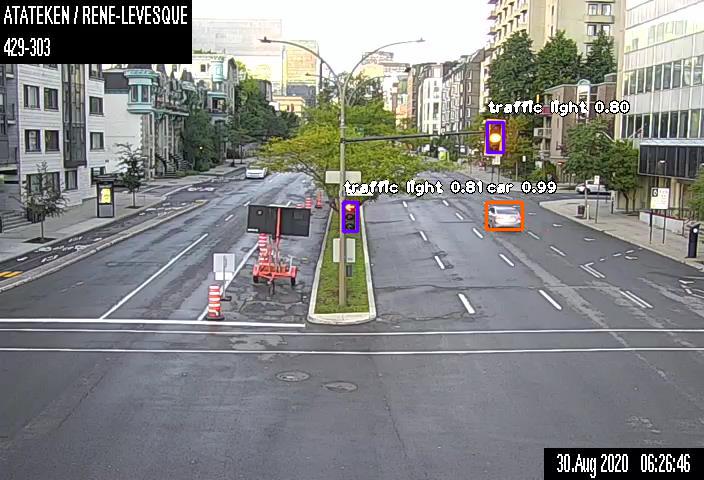 ATATEKEN / RENE-LEVESQUE
429-303
traffic light 0.80
traffic light 0.81
car 0.99
30.Aug 2020 06:26:46